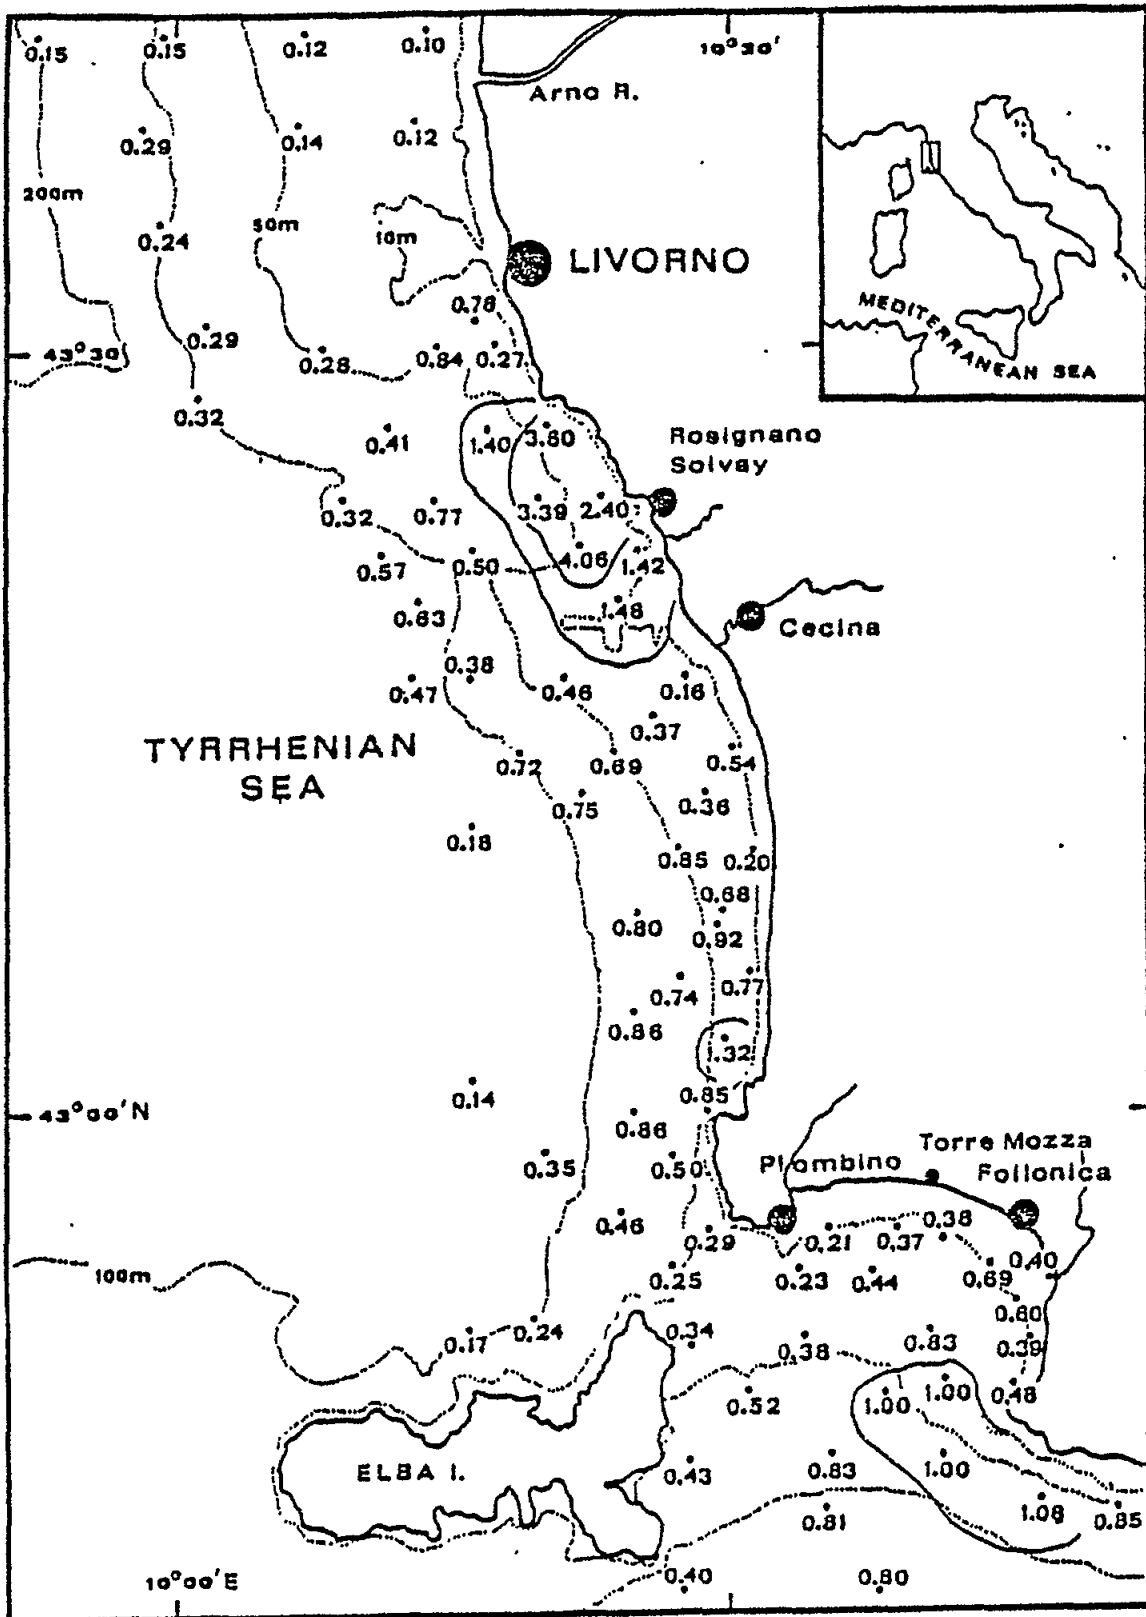 0.15 0.15 0.12 0.10 10°30'
Arno R.
0.29 0.14 0.12
200m
0.24 50m 10m
LIVORNO
0.78
MEDITERRANEAN SEA
43°30' 0.29 0.28 0.84 0.27
0.32
0.41 1.40 3.80 Rosignano
Solvay
0.32 0.77 3.39 2.40
0.57 0.50 4.06 1.42
0.63 1.48 Cecina
0.38
0.47 0.46 0.16
0.37
TYRRHENIAN
SEA
0.72 0.69 0.54
0.75 0.36
0.18
0.85 0.20
0.68
0.80 0.92
0.74 0.77
0.86
1.32
0.14 0.85
43°00'N
0.86
Torre Mozza
0.35 0.50 Piombino Follonica
0.46 0.29 0.21 0.37 0.38
0.40
100m 0.25 0.23 0.44 0.69
0.60
0.17 0.24 0.34 0.38 0.83 0.39
0.52 1.00 1.00 0.48
ELBA I. 0.43 0.83 1.00
0.81 1.08 0.85
10°00'E 0.40 0.80